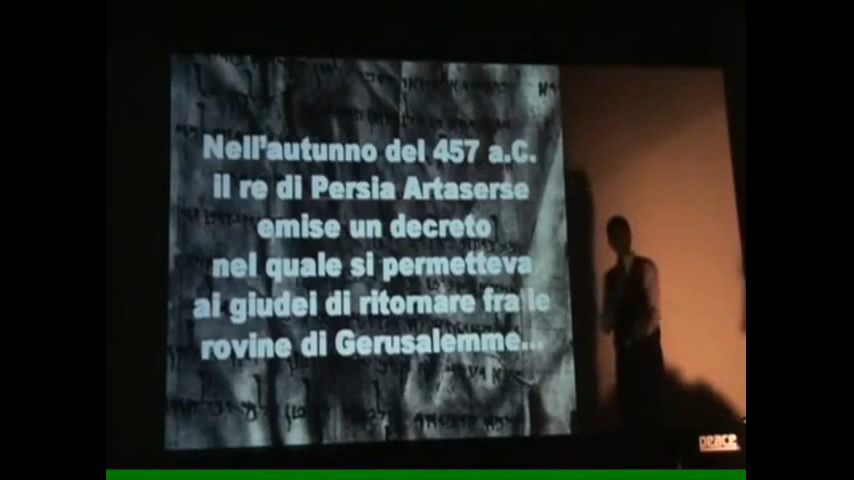 Nell'autunno del 457 a.C.
il re di Persia Artaserse
emise un decreto
nel quale si permetteva
ai giudei di ritornare fra le
rovine di Gerusalemme...
peace